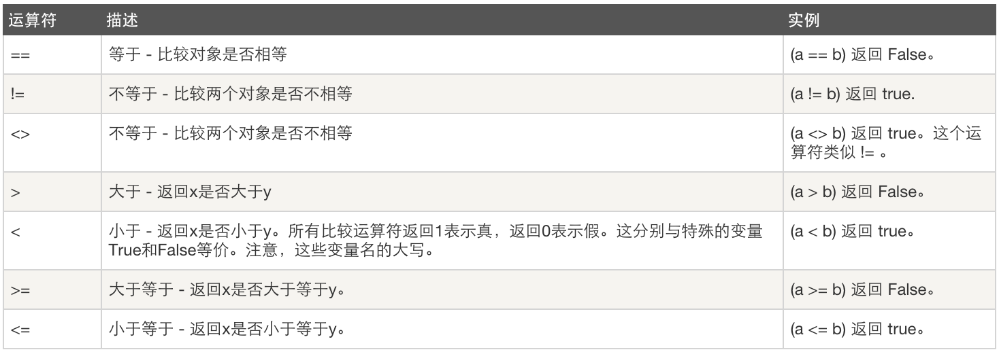 运算符 描述 实例
== 等于 - 比较对象是否相等 (a == b) 返回 False。
!= 不等于 - 比较两个对象是否不相等 (a != b) 返回 true.
<> 不等于 - 比较两个对象是否不相等 (a <> b) 返回 true。这个运
算符类似 != 。
> 大于 - 返回x是否大于y (a > b) 返回 False。
< 小于 - 返回x是否小于y。所有比较运算符返回1表示真，返回0表示假。这分别与特殊的变量 (a < b) 返回 true。
True和False等价。注意，这些变量名的大写。
>= 大于等于 - 返回x是否大于等于y。 (a >= b) 返回 False。
<= 小于等于 - 返回x是否小于等于y。 (a <= b) 返回 true。